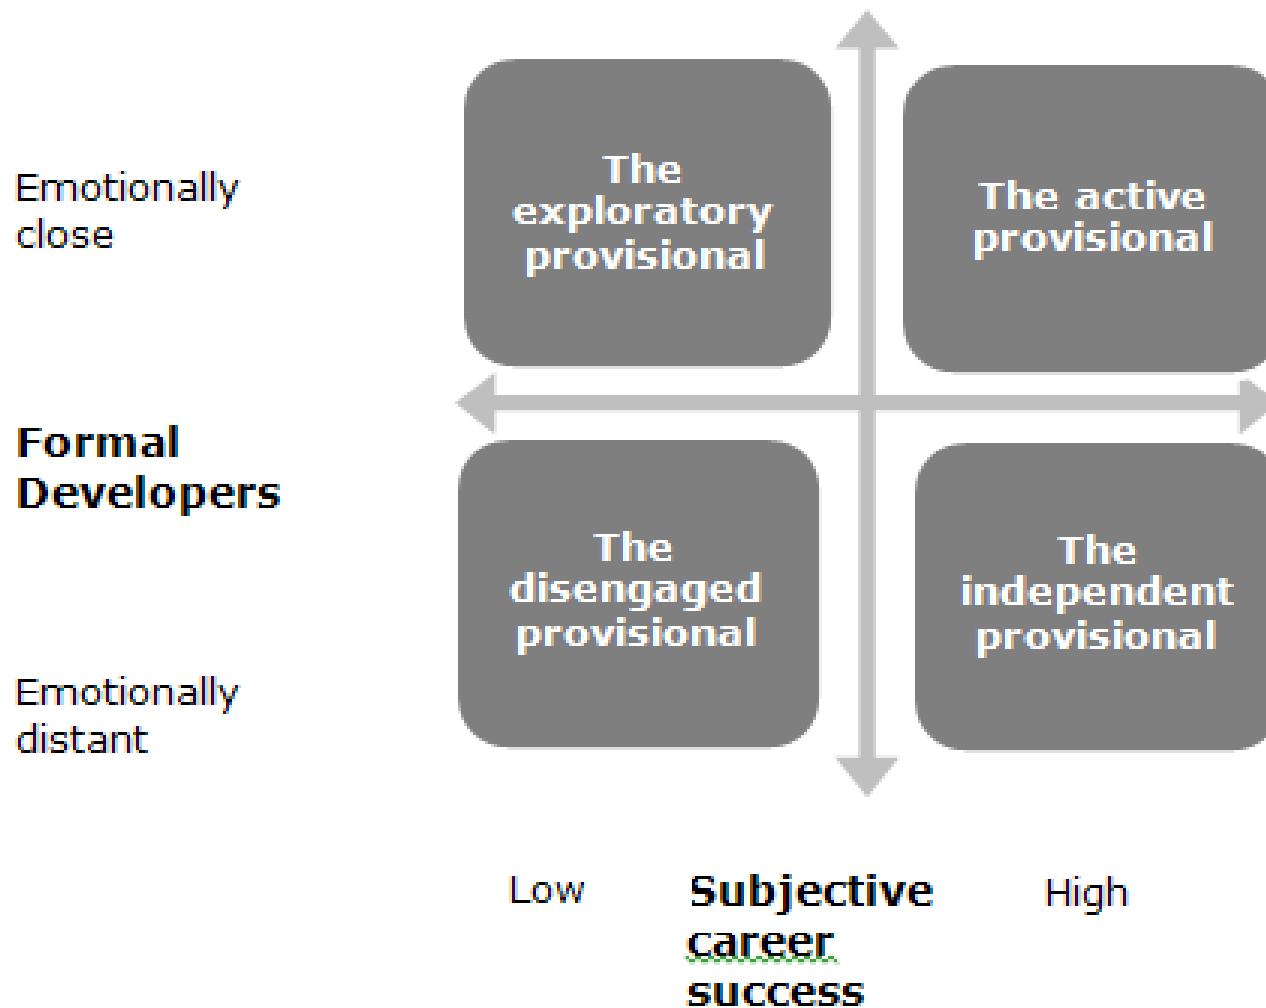 Emotionally
close
The
exploratory
provisional
The active
provisional
Formal
Developers
The
disengaged
provisional
The
independent
provisional
Emotionally
distant
Low
Subjective
career
success
High